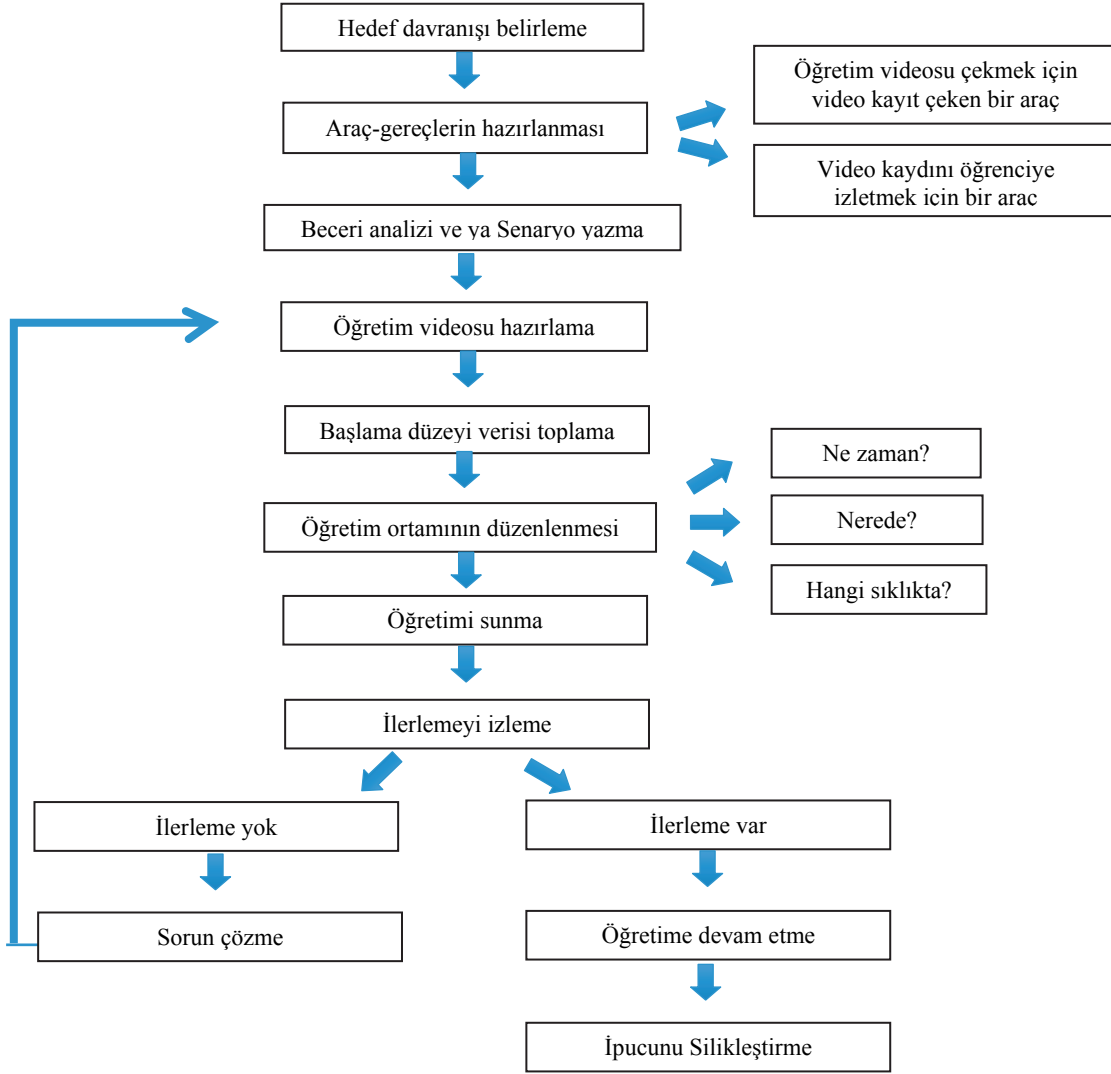 Hedef davranışı belirleme
Araç-gereçlerin hazırlanması
Öğretim videosu çekmek için
video kayıt çeken bir araç
Video kaydını öğrenciye
izletmek icin bir arac
Beceri analizi ve ya Senaryo yazma
Öğretim videosu hazırlama
Başlama düzeyi verisi toplama
Öğretim ortamının düzenlenmesi
Ne zaman?
Nerede?
Hangi sıklıkta?
Öğretimi sunma
İlerlemeyi izleme
İlerleme yok
İlerleme var
Sorun çözme
Öğretime devam etme
İpucunu Silikleştirme